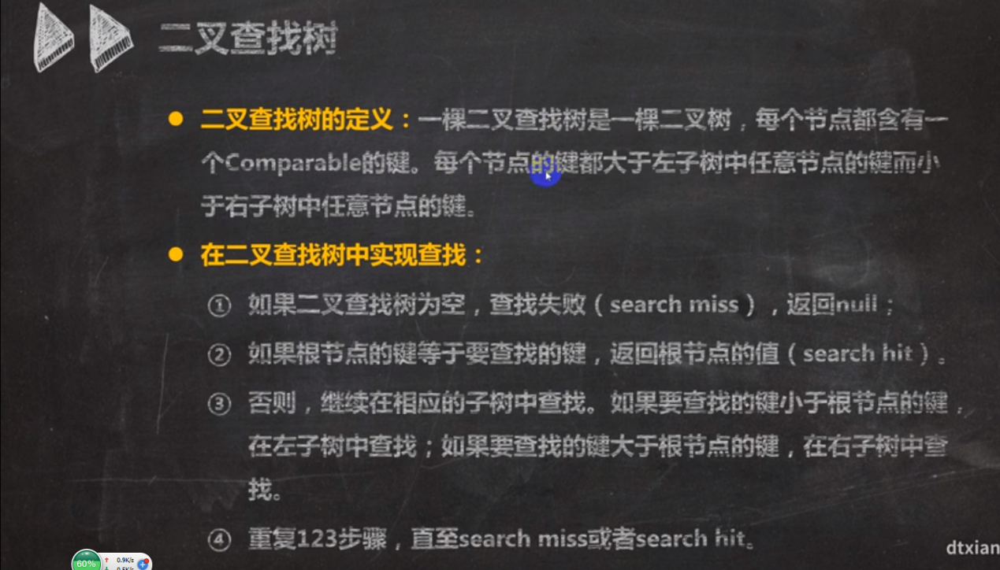 二叉查找树
二叉查找树的定义：一棵二叉查找树是一棵二叉树，每个节点都含有一
个Comparable的键。每个节点的键都大于左子树中任意节点的键而小
于右子树中任意节点的键。
在二叉查找树中实现查找：
① 如果二叉查找树为空，查找失败（search miss），返回null；
② 如果根节点的键等于要查找的键，返回根节点的值（search hit）。
③ 否则，继续在相应的子树中查找。如果要查找的键小于根节点的键，
在左子树中查找；如果要查找的键大于根节点的键，在右子树中查
找。
④ 重复123步骤，直至search miss或者search hit。
dtxian
60%
0.9K/s